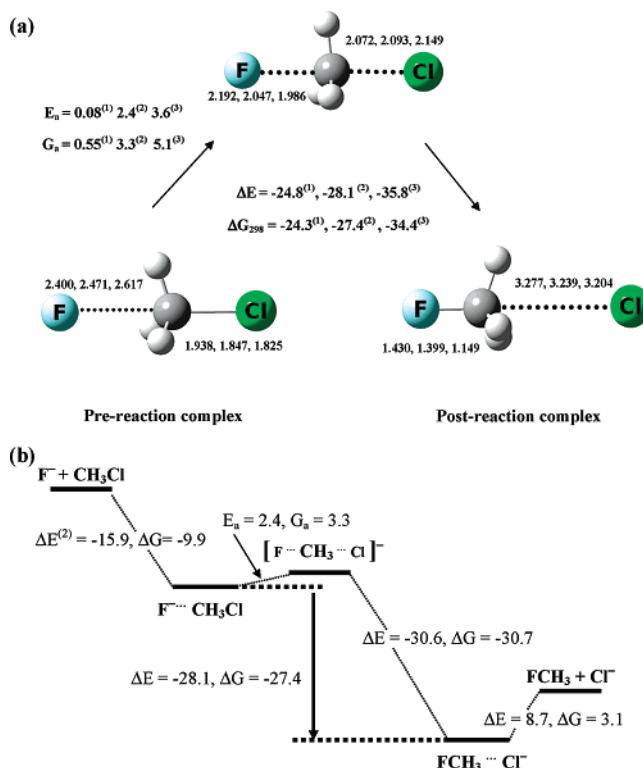 (a)
F
Cl
2.072, 2.093, 2.149
2.192, 2.047, 1.986
Eₐ = 0.08⁽¹⁾ 2.4⁽²⁾ 3.6⁽³⁾
Gₐ = 0.55⁽¹⁾ 3.3⁽²⁾ 5.1⁽³⁾
ΔE = -24.8⁽¹⁾, -28.1 ⁽²⁾, -35.8⁽³⁾
ΔG₂₉₈ = -24.3⁽¹⁾, -27.4⁽²⁾, -34.4⁽³⁾
2.400, 2.471, 2.617
F
Cl
1.938, 1.847, 1.825
3.277, 3.239, 3.204
F
Cl
1.430, 1.399, 1.149
Pre-reaction complex
Post-reaction complex
(b)
F⁻ + CH₃Cl
ΔE⁽²⁾ = -15.9, ΔG= -9.9
Eₐ = 2.4, Gₐ = 3.3
[ F ··· CH₃ ··· Cl ]⁻
F⁻··· CH₃Cl
ΔE = -30.6, ΔG = -30.7
ΔE = -28.1, ΔG = -27.4
FCH₃ + Cl⁻
ΔE = 8.7, ΔG = 3.1
FCH₃ ··· Cl⁻